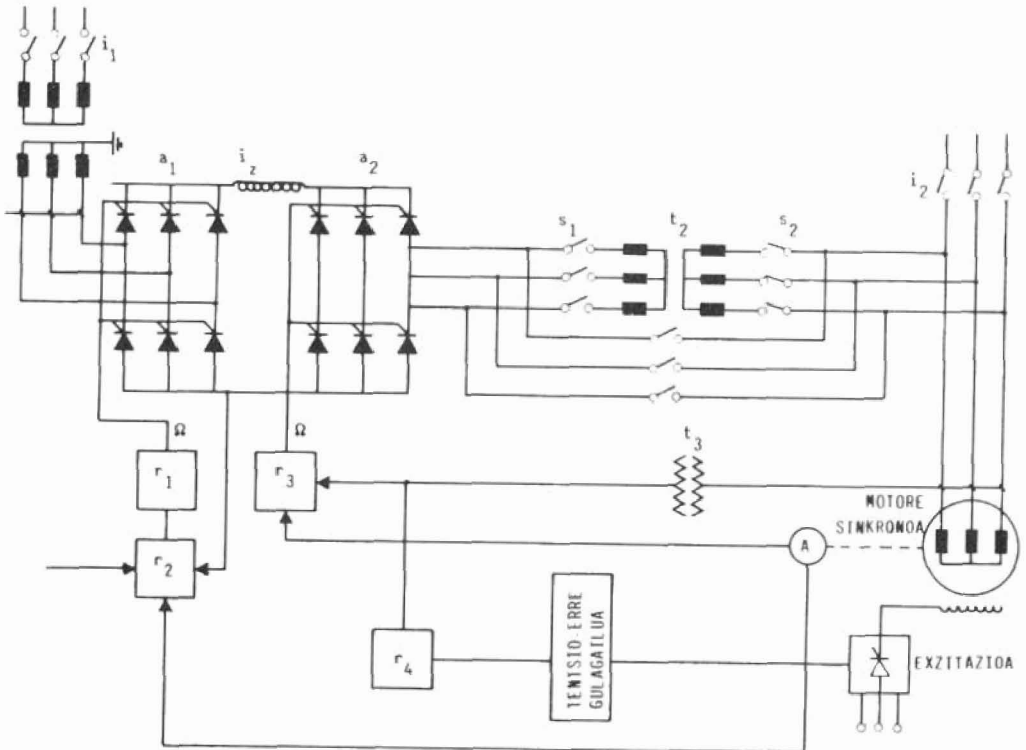 i1
a1
iz
a2
s1
t2
s2
i2
Ω
Ω
t3
r1
r3
MOTORE
SINKRONOA
r2
A
TENTSIO-ERRE
GULAGAILUA
r4
EXZITAZIOA